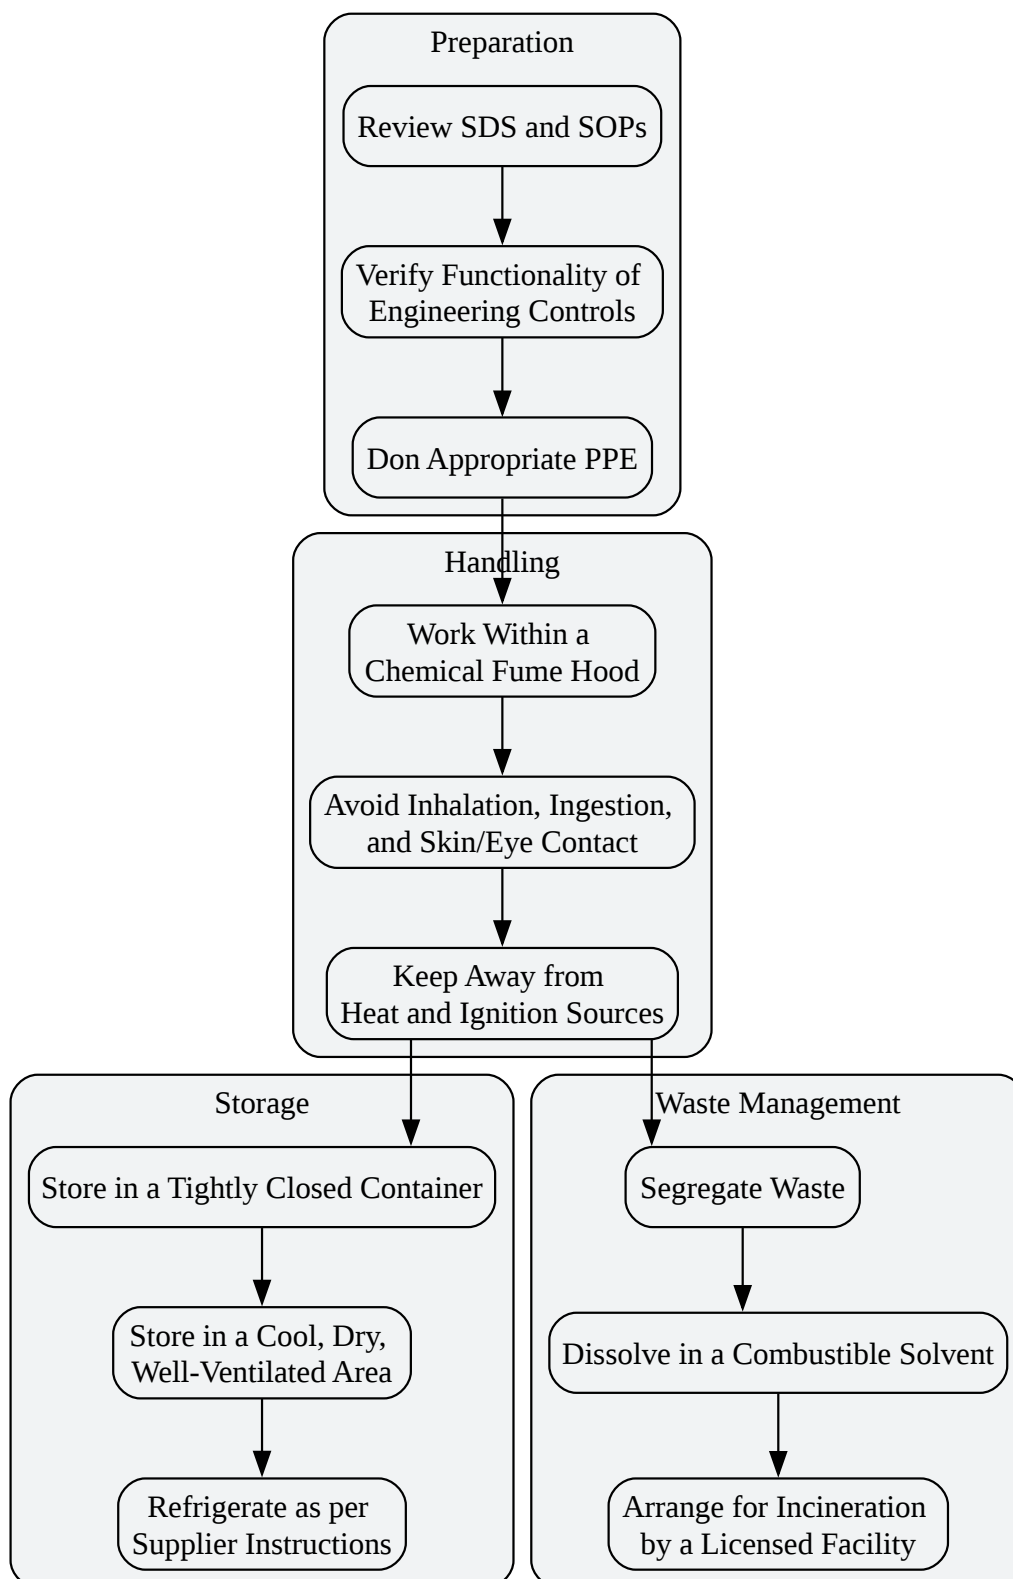 Preparation
Review SDS and SOPs
Verify Functionality of
Engineering Controls
Don Appropriate PPE
Handling
Work Within a
Chemical Fume Hood
Avoid Inhalation, Ingestion,
and Skin/Eye Contact
Keep Away from
Heat and Ignition Sources
Storage
Store in a Tightly Closed Container
Store in a Cool, Dry,
Well-Ventilated Area
Refrigerate as per
Supplier Instructions
Waste Management
Segregate Waste
Dissolve in a Combustible Solvent
Arrange for Incineration
by a Licensed Facility